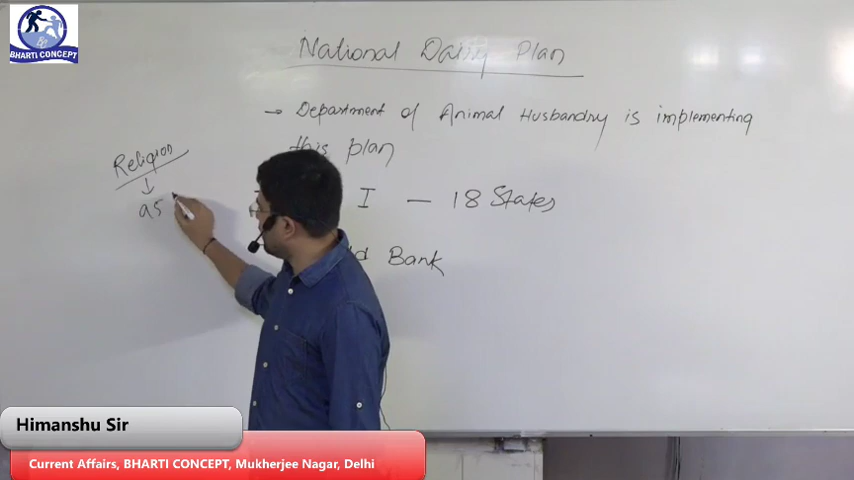 BHARTI CONCEPT
National Dairy Plan
→ Department of Animal Husbandry is implementing
this plan
Religion
↓
as
I — 18 States
Bank
Himanshu Sir
Current Affairs, BHARTI CONCEPT, Mukherjee Nagar, Delhi